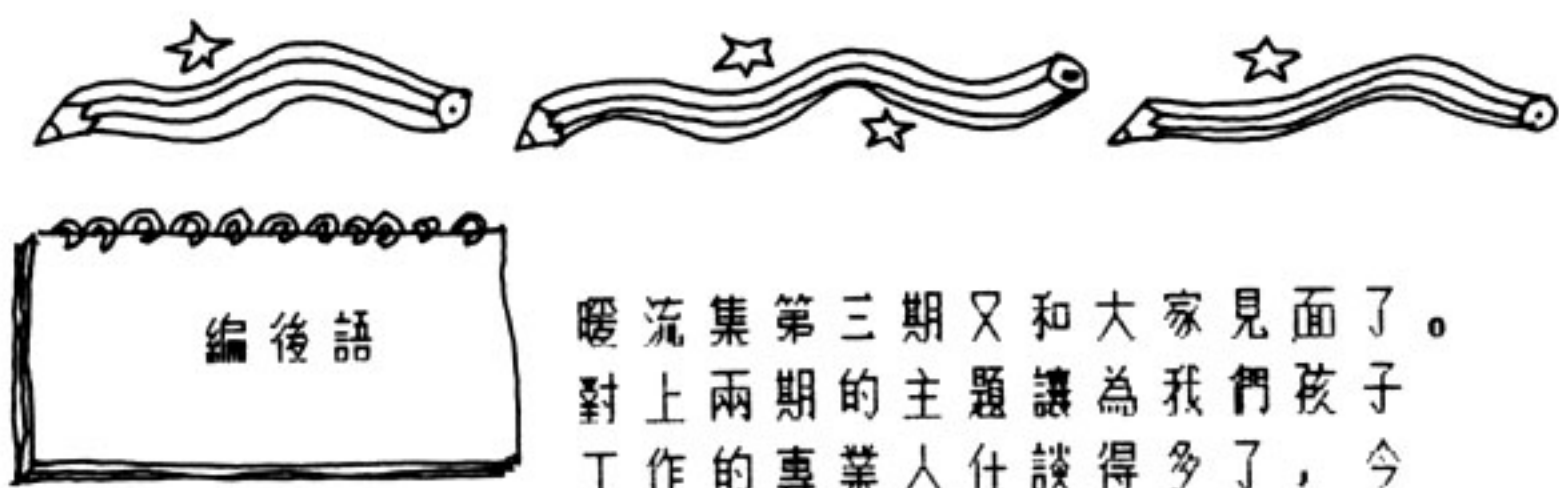 編後語
暖流集第三期又和大家見面了。
對上兩期的主題讓為我們孩子
工作的專業人仕談得多了，今